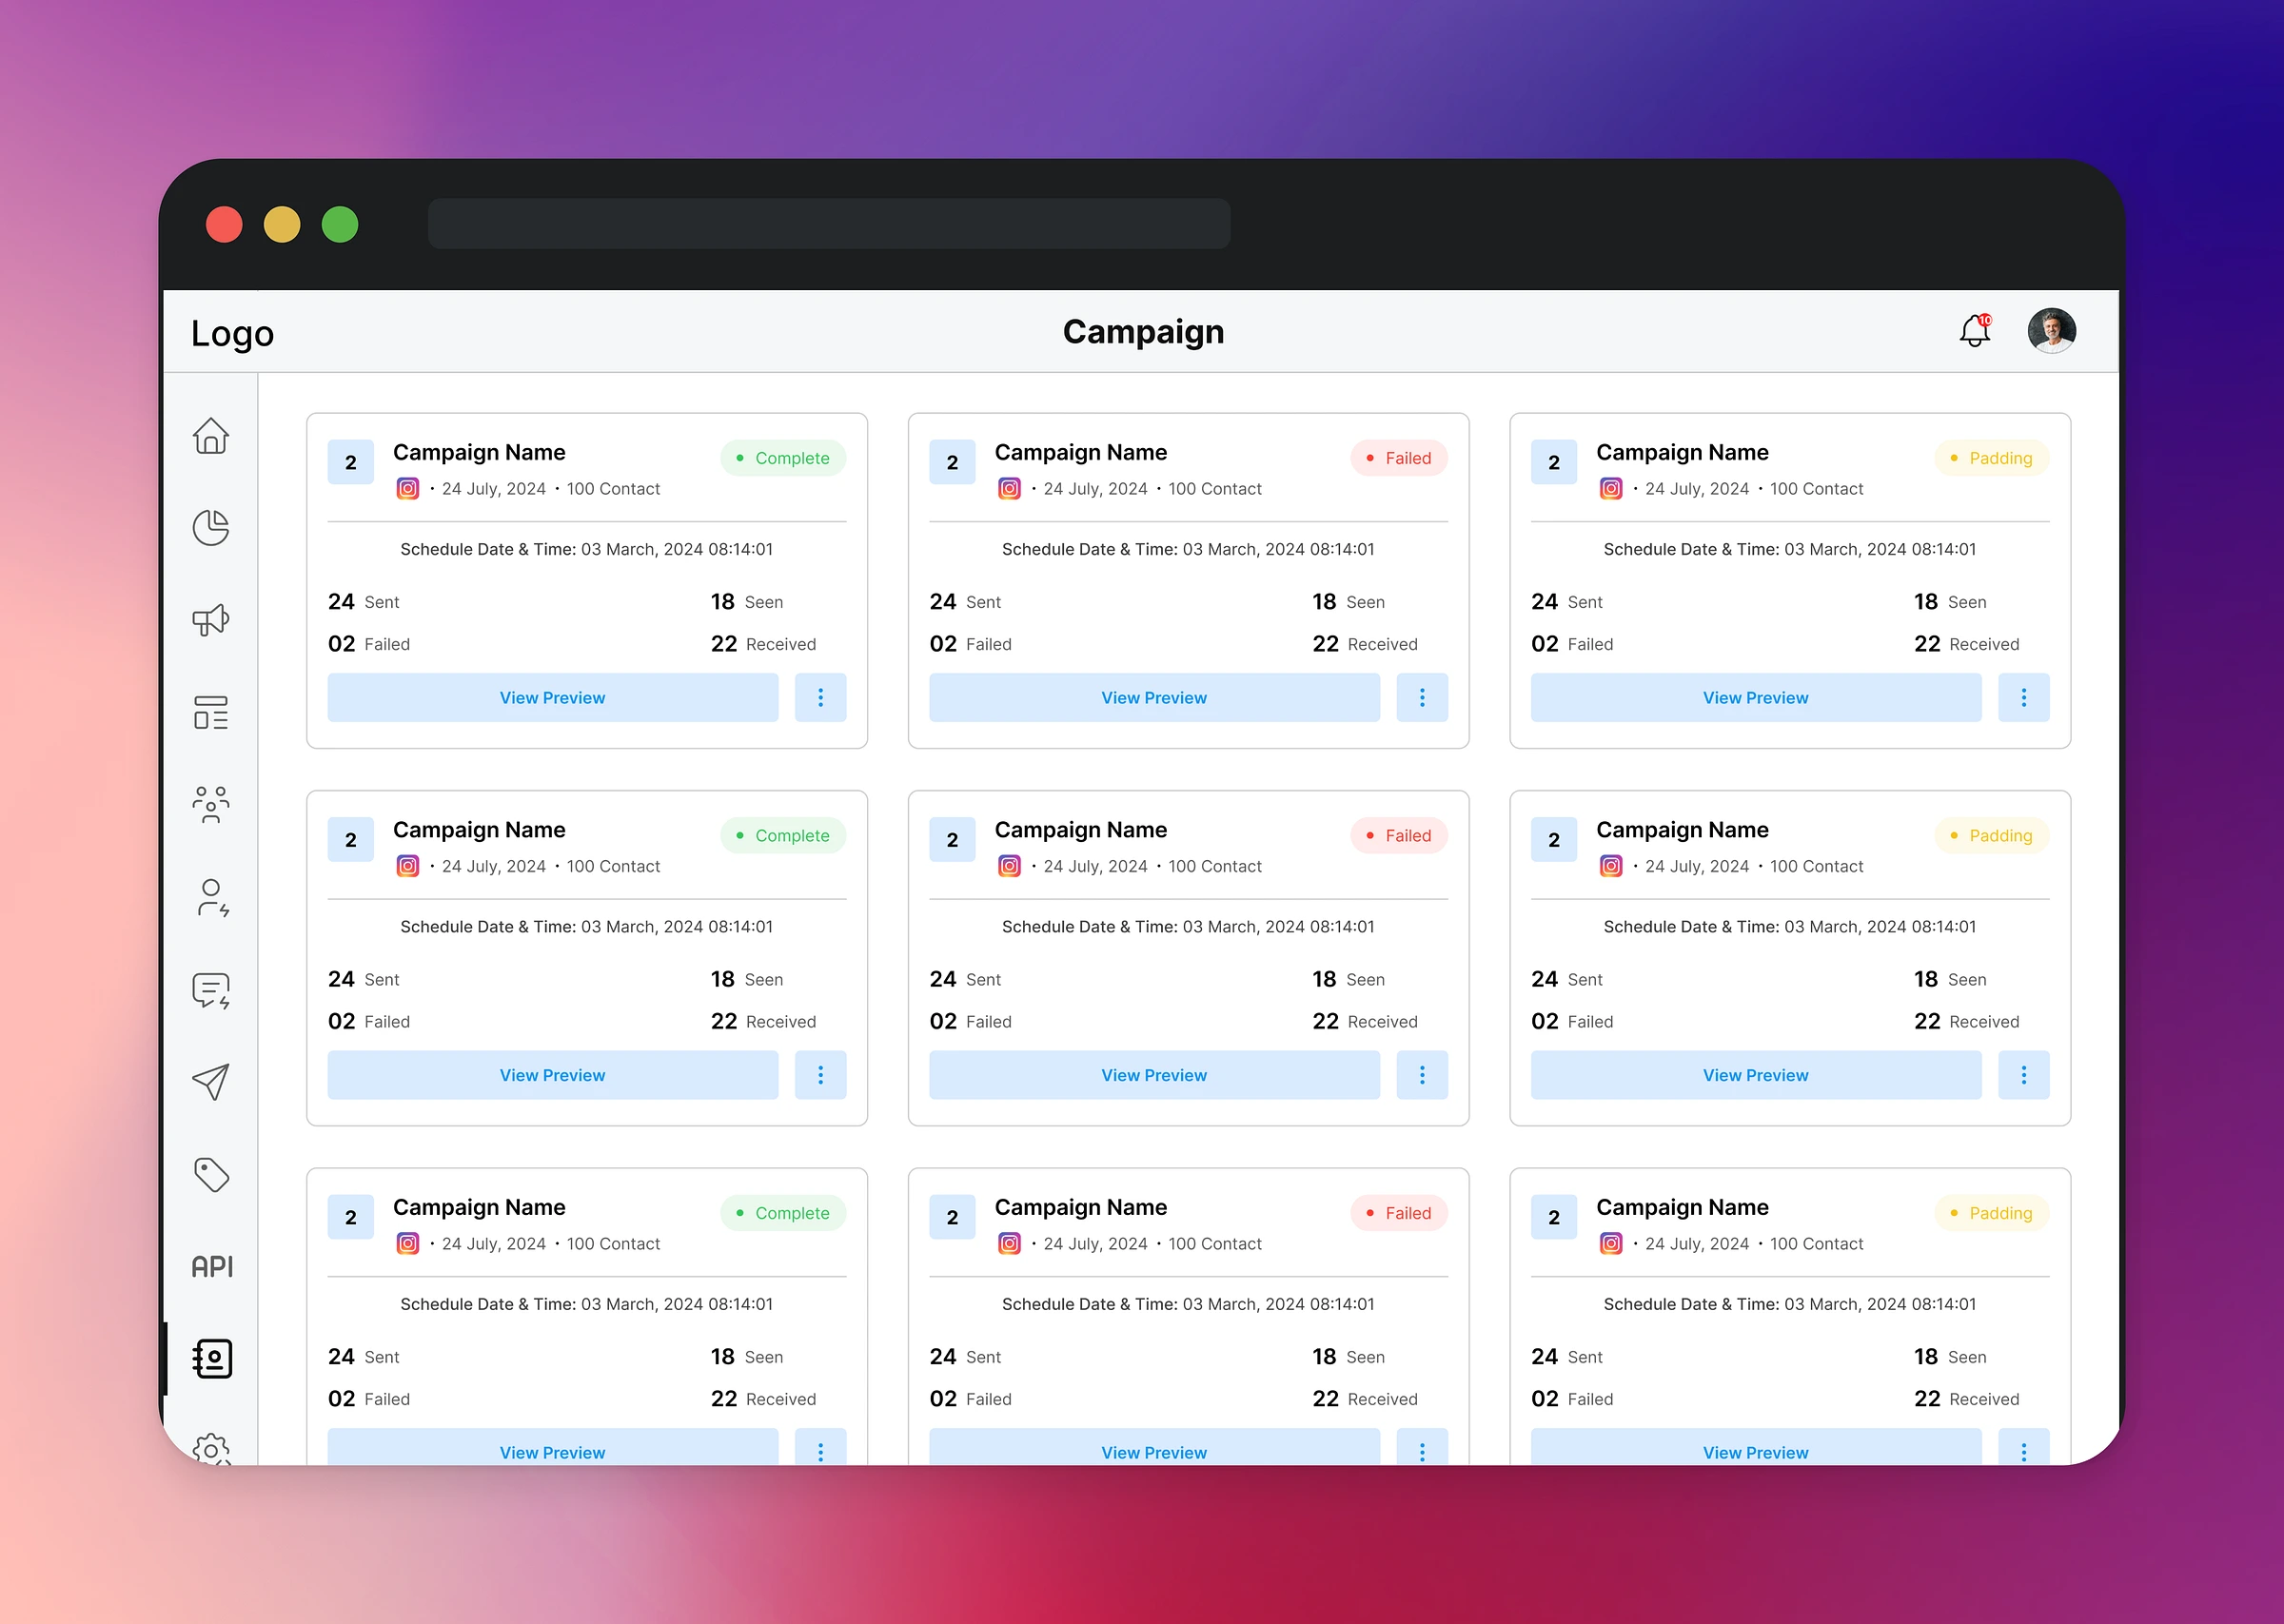 Logo
Campaign
10
2 Campaign Name • Complete
• 24 July, 2024 • 100 Contact
Schedule Date & Time: 03 March, 2024 08:14:01
24 Sent 18 Seen
02 Failed 22 Received
View Preview
2 Campaign Name • Failed
• 24 July, 2024 • 100 Contact
Schedule Date & Time: 03 March, 2024 08:14:01
24 Sent 18 Seen
02 Failed 22 Received
View Preview
2 Campaign Name • Padding
• 24 July, 2024 • 100 Contact
Schedule Date & Time: 03 March, 2024 08:14:01
24 Sent 18 Seen
02 Failed 22 Received
View Preview
2 Campaign Name • Complete
• 24 July, 2024 • 100 Contact
Schedule Date & Time: 03 March, 2024 08:14:01
24 Sent 18 Seen
02 Failed 22 Received
View Preview
2 Campaign Name • Failed
• 24 July, 2024 • 100 Contact
Schedule Date & Time: 03 March, 2024 08:14:01
24 Sent 18 Seen
02 Failed 22 Received
View Preview
2 Campaign Name • Padding
• 24 July, 2024 • 100 Contact
Schedule Date & Time: 03 March, 2024 08:14:01
24 Sent 18 Seen
02 Failed 22 Received
View Preview
API
2 Campaign Name • Complete
• 24 July, 2024 • 100 Contact
Schedule Date & Time: 03 March, 2024 08:14:01
24 Sent 18 Seen
02 Failed 22 Received
View Preview
2 Campaign Name • Failed
• 24 July, 2024 • 100 Contact
Schedule Date & Time: 03 March, 2024 08:14:01
24 Sent 18 Seen
02 Failed 22 Received
View Preview
2 Campaign Name • Padding
• 24 July, 2024 • 100 Contact
Schedule Date & Time: 03 March, 2024 08:14:01
24 Sent 18 Seen
02 Failed 22 Received
View Preview